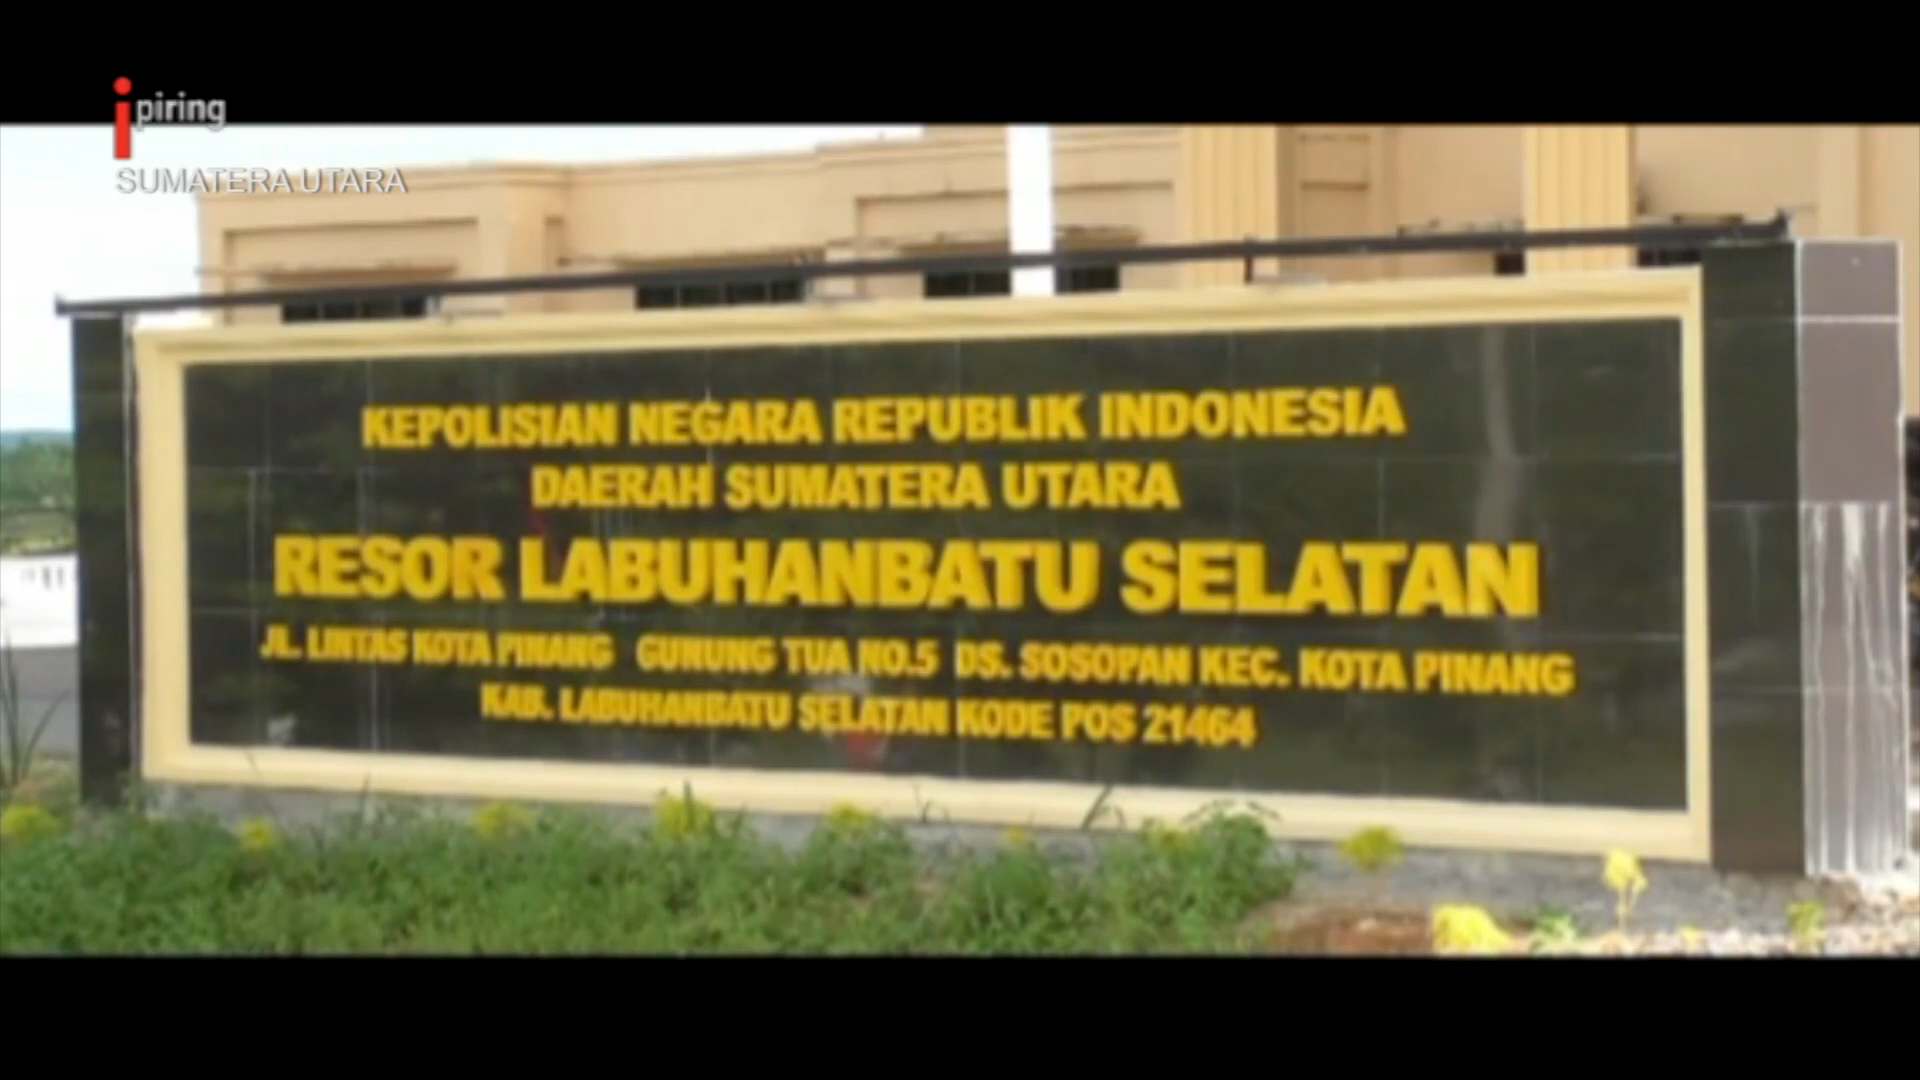 ipiring
SUMATERA UTARA
KEPOLISIAN NEGARA REPUBLIK INDONESIA
DAERAH SUMATERA UTARA
RESOR LABUHANBATU SELATAN
JL. LINTAS KOTA PINANG GUNUNG TUA NO.5 DS. SOSOPAN KEC. KOTA PINANG
KAB. LABUHANBATU SELATAN KODE POS 21464